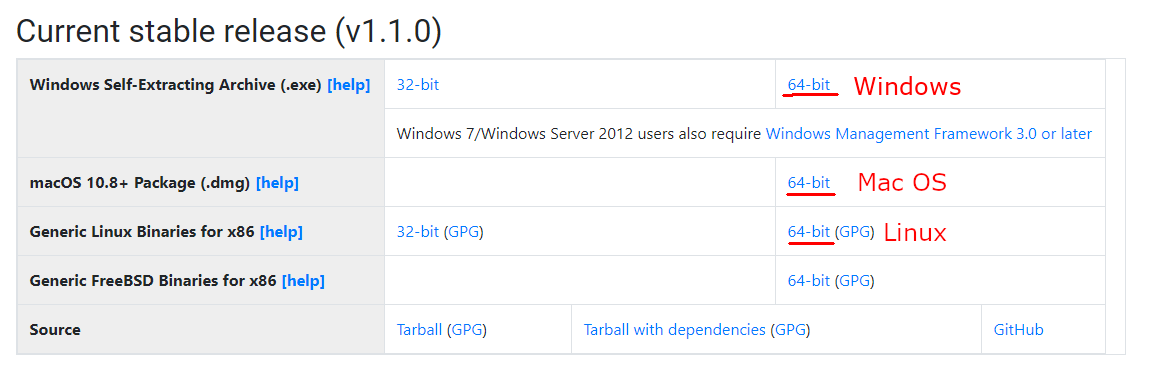 Current stable release (v1.1.0)
Windows Self-Extracting Archive (.exe) [help] 32-bit 64-bit Windows
Windows 7/Windows Server 2012 users also require Windows Management Framework 3.0 or later
macOS 10.8+ Package (.dmg) [help] 64-bit Mac OS
Generic Linux Binaries for x86 [help] 32-bit (GPG) 64-bit (GPG) Linux
Generic FreeBSD Binaries for x86 [help] 64-bit (GPG)
Source Tarball (GPG) Tarball with dependencies (GPG) GitHub